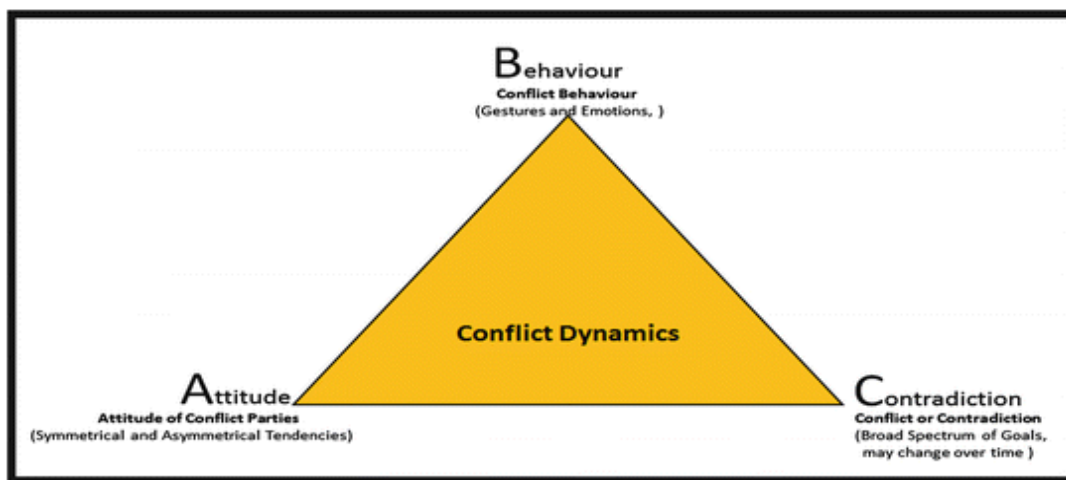 Behaviour
Conflict Behaviour
(Gestures and Emotions, )
Conflict Dynamics
Attitude
Attitude of Conflict Parties
(Symmetrical and Asymmetrical Tendencies)
Contradiction
Conflict or Contradiction
(Broad Spectrum of Goals,
may change over time )